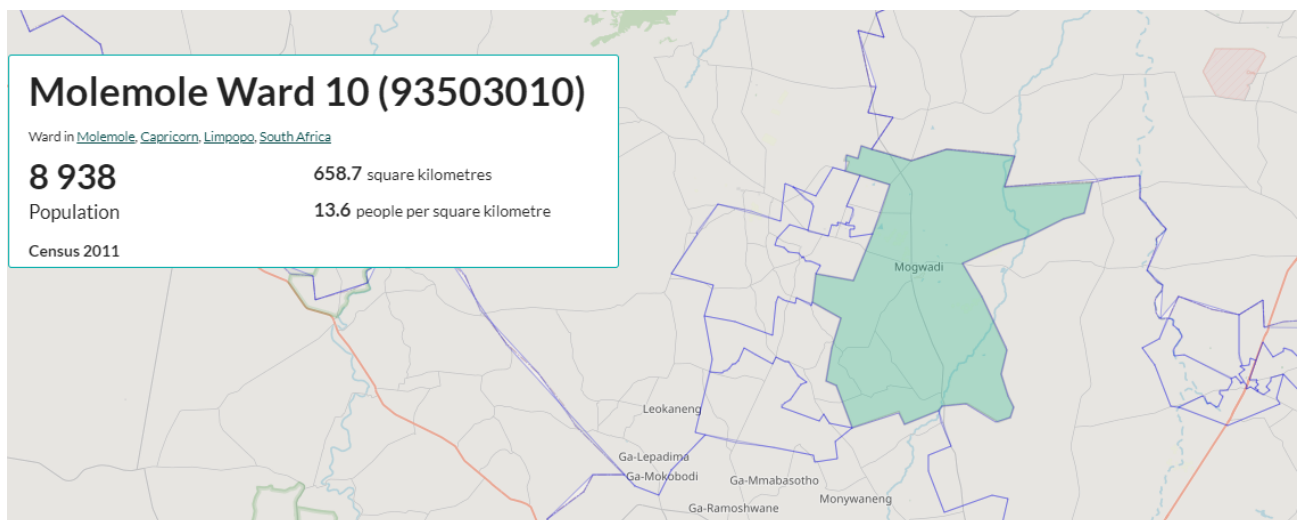 Molemole Ward 10 (93503010)
Ward in Molemole, Capricorn, Limpopo, South Africa
8 938
Population
658.7 square kilometres
13.6 people per square kilometre
Census 2011
Mogwadi
Leokaneng
Ga-Lepadima
Ga-Mokobodi
Ga-Mmabasotho
Monywaneng
Ga-Ramoshwane